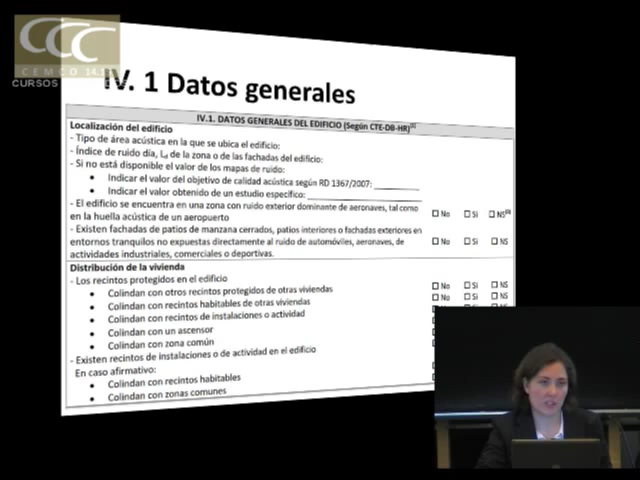 CCC
CEMCO 14.1
CURSOS
IV. 1 Datos generales
IV.1. DATOS GENERALES DEL EDIFICIO (Según CTE-DB-HR)
Localización del edificio
- Tipo de área acústica en la que se ubica el edificio:
- Índice de ruido día, Ld de la zona o de las fachadas del edificio:
- Si no está disponible el valor de los mapas de ruido:
• Indicar el valor del objetivo de calidad acústica según RD 1367/2007:
• Indicar el valor obtenido de un estudio específico:
- El edificio se encuentra en una zona con ruido exterior dominante de aeronaves, tal como en la huella acústica de un aeropuerto □ No □ Sí □ NS
- Existen fachadas de patios de manzana cerrados, patios interiores o fachadas exteriores en
entornos tranquilos no expuestas directamente al ruido de automóviles, aeronaves, de □ No □ Sí □ NS
actividades industriales, comerciales o deportivas.
Distribución de la vivienda
- Los recintos protegidos en el edificio
• Colindan con otros recintos protegidos de otras viviendas □ No □ Sí □ NS
• Colindan con recintos habitables de otras viviendas □ No □ Sí □ NS
• Colindan con recintos de instalaciones o actividad
• Colindan con un ascensor
• Colindan con zona común
- Existen recintos de instalaciones o de actividad en el edificio
En caso afirmativo:
• Colindan con recintos habitables
• Colindan con zonas comunes